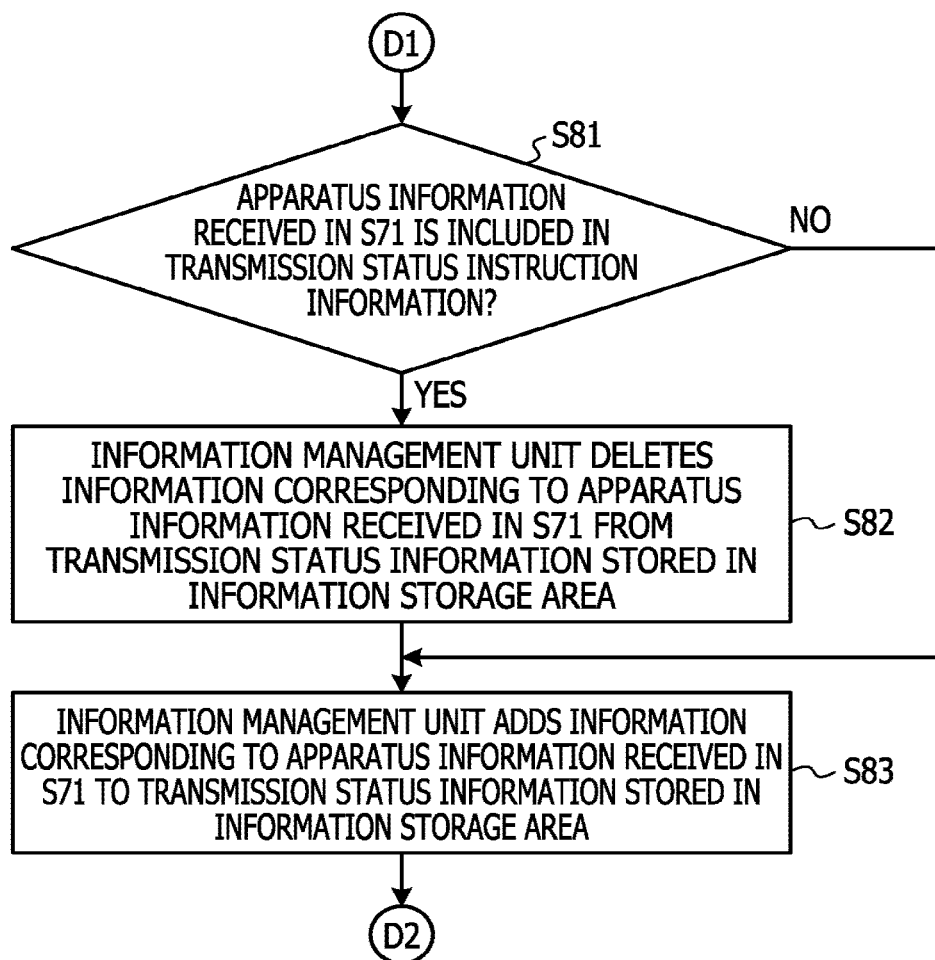 D1
S81
APPARATUS INFORMATION
RECEIVED IN S71 IS INCLUDED IN
TRANSMISSION STATUS INSTRUCTION
INFORMATION?
NO
YES
INFORMATION MANAGEMENT UNIT DELETES
INFORMATION CORRESPONDING TO APPARATUS
INFORMATION RECEIVED IN S71 FROM
TRANSMISSION STATUS INFORMATION STORED IN
INFORMATION STORAGE AREA
S82
INFORMATION MANAGEMENT UNIT ADDS INFORMATION
CORRESPONDING TO APPARATUS INFORMATION RECEIVED IN
S71 TO TRANSMISSION STATUS INFORMATION STORED IN
INFORMATION STORAGE AREA
S83
D2